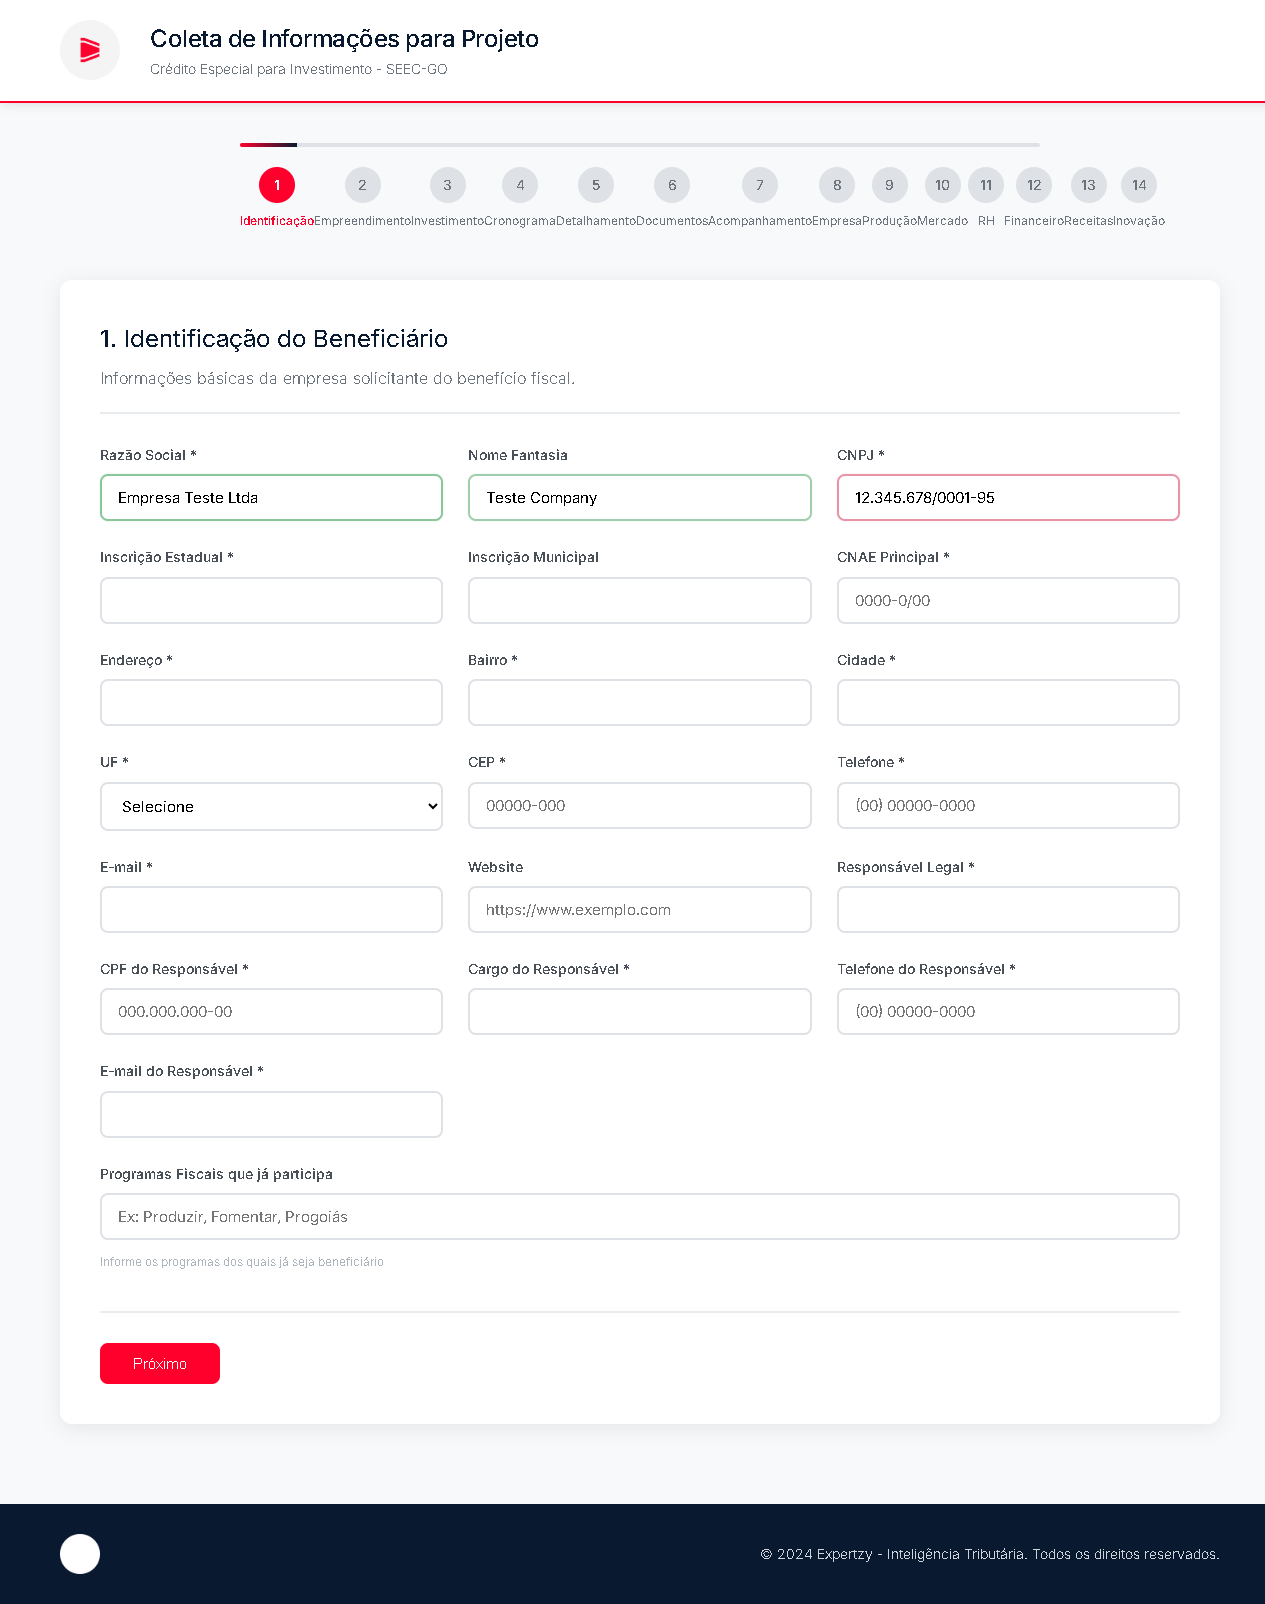 Coleta de Informações para Projeto
Crédito Especial para Investimento - SEEC-GO
1 2 3 4 5 6 7 8 9 10 11 12 13 14
Identificação Empreendimento Investimento Cronograma Detalhamento Documentos Acompanhamento Empresa Produção Mercado RH Financeiro Receitas Inovação
1. Identificação do Beneficiário
Informações básicas da empresa solicitante do benefício fiscal.
Razão Social * Nome Fantasia CNPJ *
Empresa Teste Ltda Teste Company 12.345.678/0001-95
Inscrição Estadual * Inscrição Municipal CNAE Principal *
0000-0/00
Endereço * Bairro * Cidade *
UF * CEP * Telefone *
Selecione 00000-000 (00) 00000-0000
E-mail * Website Responsável Legal *
https://www.exemplo.com
CPF do Responsável * Cargo do Responsável * Telefone do Responsável *
000.000.000-00 (00) 00000-0000
E-mail do Responsável *
Programas Fiscais que já participa
Ex: Produzir, Fomentar, Progoiás
Informe os programas dos quais já seja beneficiário
Próximo
© 2024 Expertzy - Inteligência Tributária. Todos os direitos reservados.